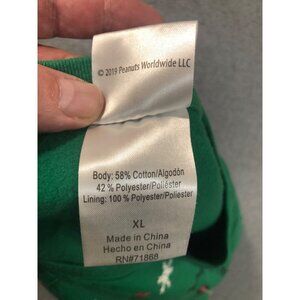 © 2019 Peanuts Worldwide LLC
Body: 58% Cotton/Algodón
42% Polyester/Poliéster
Lining: 100% Polyester/Poliester
XL
Made in China
Hecho en China
RN#71868